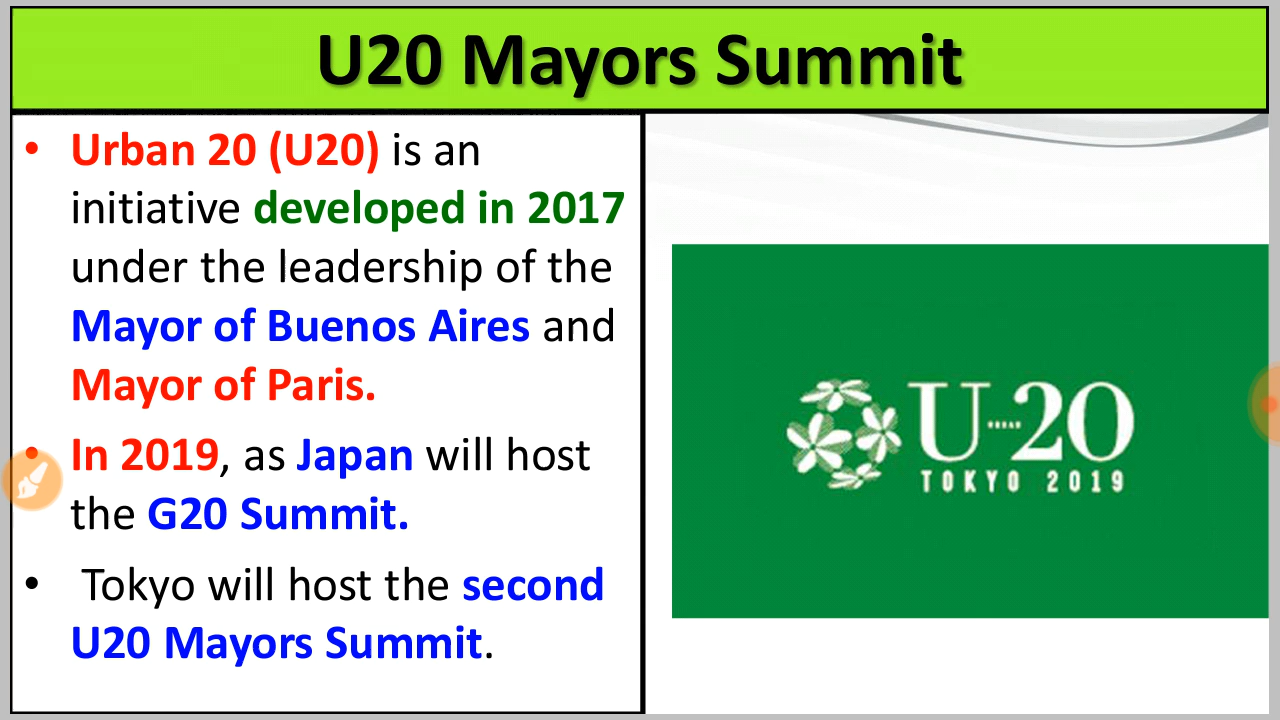 U20 Mayors Summit
• Urban 20 (U20) is an
initiative developed in 2017
under the leadership of the
Mayor of Buenos Aires and
Mayor of Paris.
• In 2019, as Japan will host
the G20 Summit.
• Tokyo will host the second
U20 Mayors Summit.
U20
TOKYO 2019